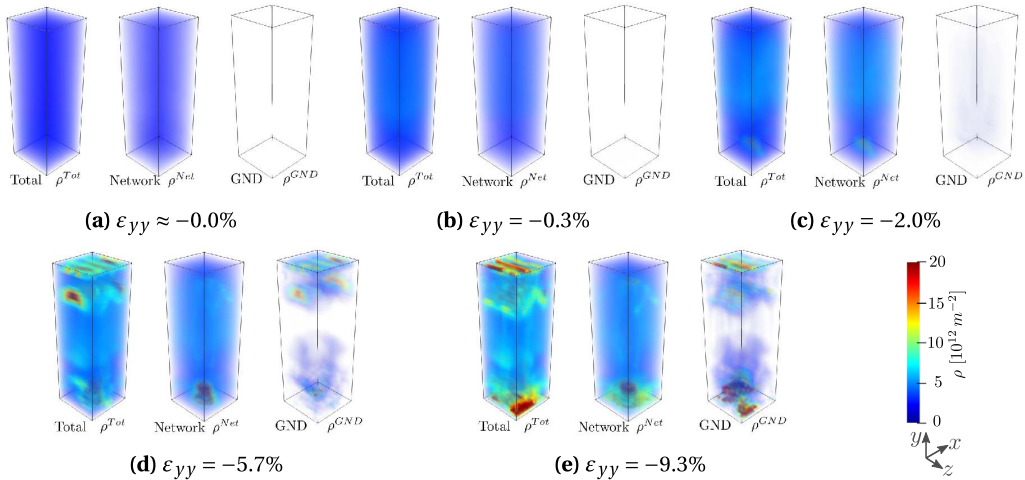 Total ρ^Tot Network ρ^Net GND ρ^GND
(a) ε_yy ≈ −0.0%
Total ρ^Tot Network ρ^Net GND ρ^GND
(b) ε_yy = −0.3%
Total ρ^Tot Network ρ^Net GND ρ^GND
(c) ε_yy = −2.0%
Total ρ^Tot Network ρ^Net GND ρ^GND
(d) ε_yy = −5.7%
Total ρ^Tot Network ρ^Net GND ρ^GND
(e) ε_yy = −9.3%
20
15
10
5
0
ρ [10^12 m^−2]
y
x
z